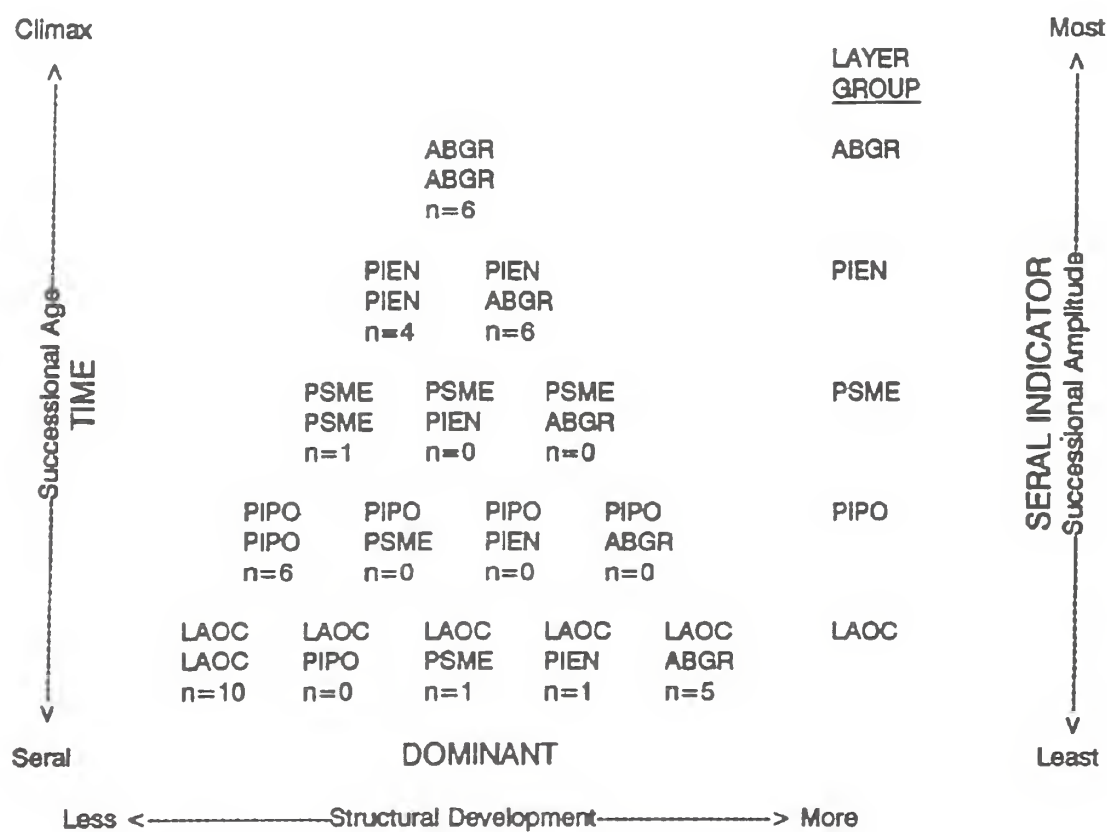 Climax
Most
LAYER
GROUP
ABGR ABGR
ABGR
n=6
PIEN PIEN PIEN
PIEN ABGR
n=4 n=6
PSME PSME PSME PSME
PSME PIEN ABGR
n=1 n=0 n=0
PIPO PIPO PIPO PIPO PIPO
PIPO PSME PIEN ABGR
n=6 n=0 n=0 n=0
LAOC LAOC LAOC LAOC LAOC LAOC
LAOC PIPO PSME PIEN ABGR
n=10 n=0 n=1 n=1 n=5
Successional Age
TIME
SERAL INDICATOR
Successional Amplitude
Seral
DOMINANT
Least
Less <--Structural Development--> More